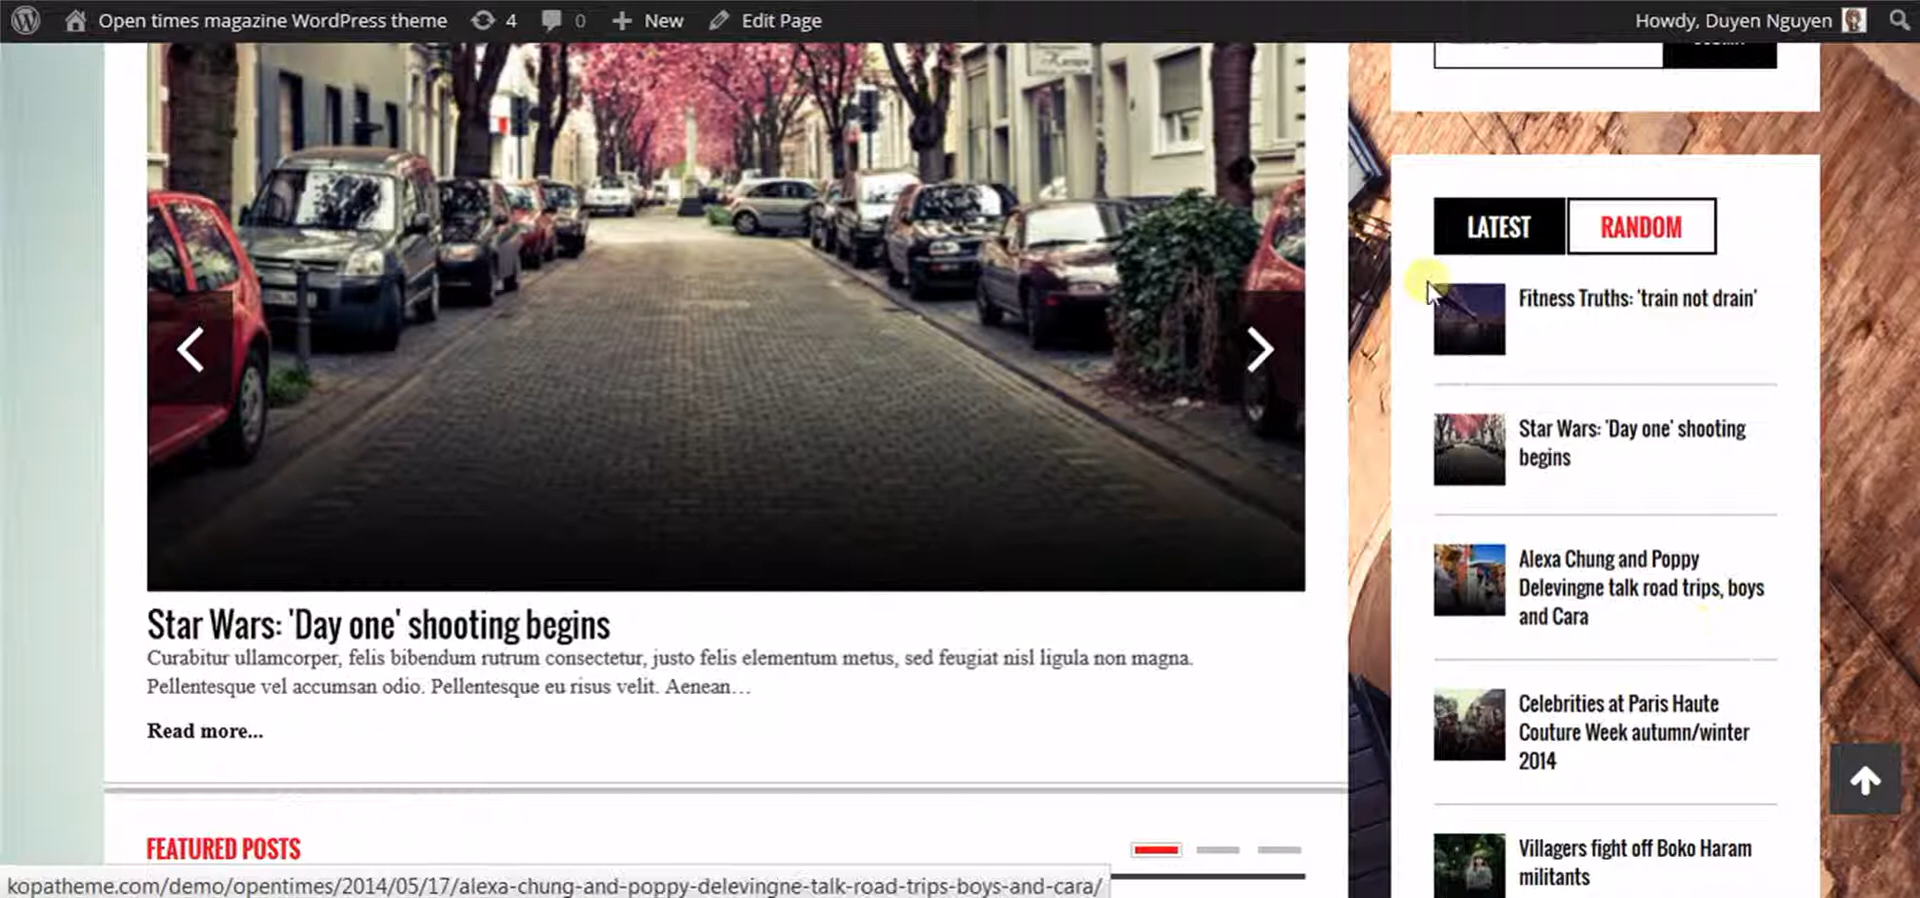 Open times magazine WordPress theme 4 0 New Edit Page Howdy, Duyen Nguyen
LATEST RANDOM
Fitness Truths: 'train not drain'
Star Wars: 'Day one' shooting
begins
Alexa Chung and Poppy
Delevingne talk road trips, boys
and Cara
Celebrities at Paris Haute
Couture Week autumn/winter
2014
Villagers fight off Boko Haram
militants
Star Wars: 'Day one' shooting begins
Curabitur ullamcorper, felis bibendum rutrum consectetur, justo felis elementum metus, sed feugiat nisl ligula non magna.
Pellentesque vel accumsan odio. Pellentesque eu risus velit. Aenean…
Read more...
FEATURED POSTS
kopatheme.com/demo/opentimes/2014/05/17/alexa-chung-and-poppy-delevingne-talk-road-trips-boys-and-cara/